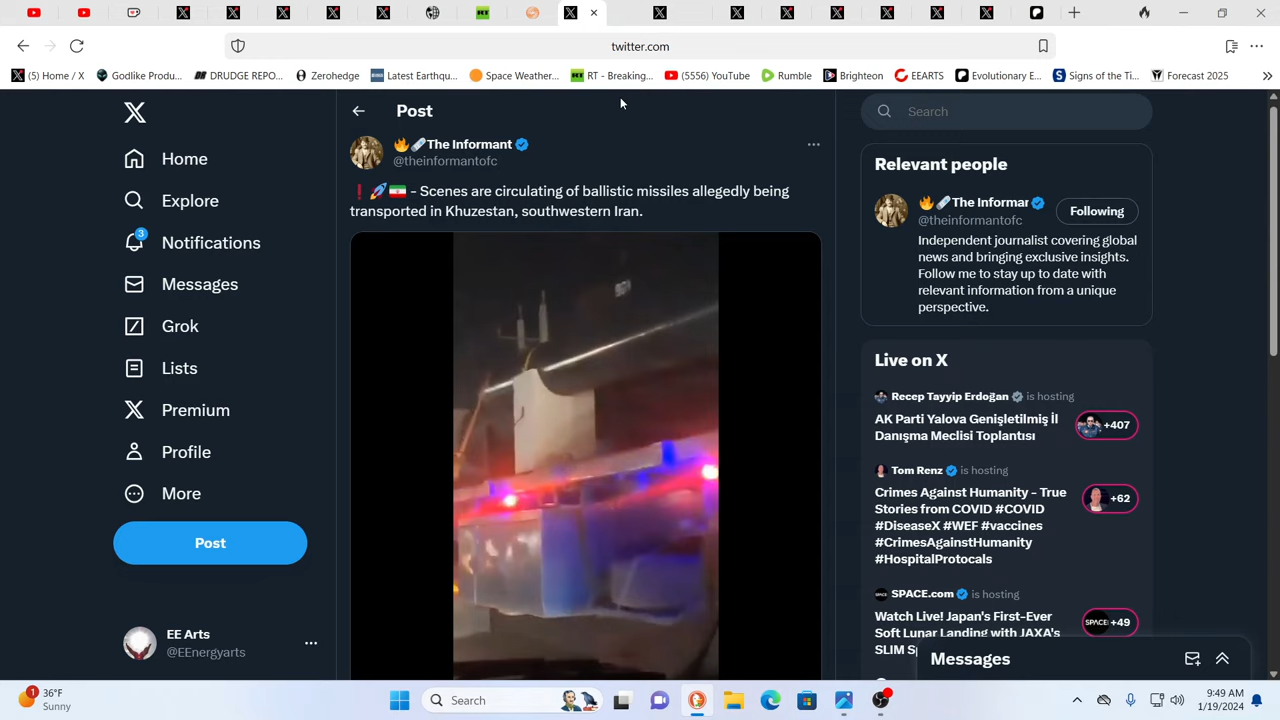 twitter.com
(5) Home / X
Godlike Produ...
DRUDGE REPO...
Zerohedge
Latest Earthqu...
Space Weather...
RT - Breaking...
(5556) YouTube
Rumble
Brighteon
EEARTS
Evolutionary E...
Signs of the Ti...
Forecast 2025
Home
Explore
3
Notifications
Messages
Grok
Lists
Premium
Profile
More
Post
EE Arts
@EEnergyarts
Post
The Informant
@theinformantofc
- Scenes are circulating of ballistic missiles allegedly being
transported in Khuzestan, southwestern Iran.
Search
Relevant people
The Informar
@theinformantofc
Following
Independent journalist covering global
news and bringing exclusive insights.
Follow me to stay up to date with
relevant information from a unique
perspective.
Live on X
Recep Tayyip Erdoğan is hosting
AK Parti Yalova Genişletilmiş İl
Danışma Meclisi Toplantısı
+407
Tom Renz is hosting
Crimes Against Humanity - True
Stories from COVID #COVID
#DiseaseX #WEF #vaccines
#CrimesAgainstHumanity
#HospitalProtocals
+62
SPACE.com is hosting
Watch Live! Japan's First-Ever
Soft Lunar Landing with JAXA's
SLIM
SPACE
+49
Messages
1
36°F
Sunny
Search
9:49 AM
1/19/2024